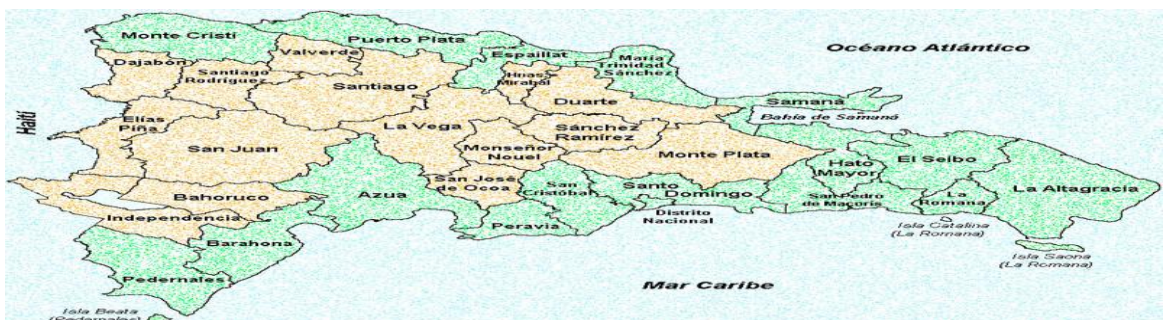 Monte Cristi
Puerto Plata
Espaillat
María
Trinidad
Sánchez
Océano Atlántico
Valverde
Dajabón
Santiago
Rodríguez
Santiago
Hnas
Mirabal
Duarte
Samaná
Bahía de Samaná
Haití
Elías
Piña
La Vega
Sánchez
Ramírez
San Juan
Monseñor
Nouel
Monte Plata
Hato
Mayor
El Seibo
La Altagracia
Bahoruco
Azua
San José
de Ocoa
San
Cristóbal
Santo
Domingo
San Pedro
de Macorís
La
Romana
Independencia
Peravia
Distrito
Nacional
Isla Catalina
(La Romana)
Barahona
Isla Saona
(La Romana)
Pedernales
Mar Caribe
Isla Beata
(Pedernales)